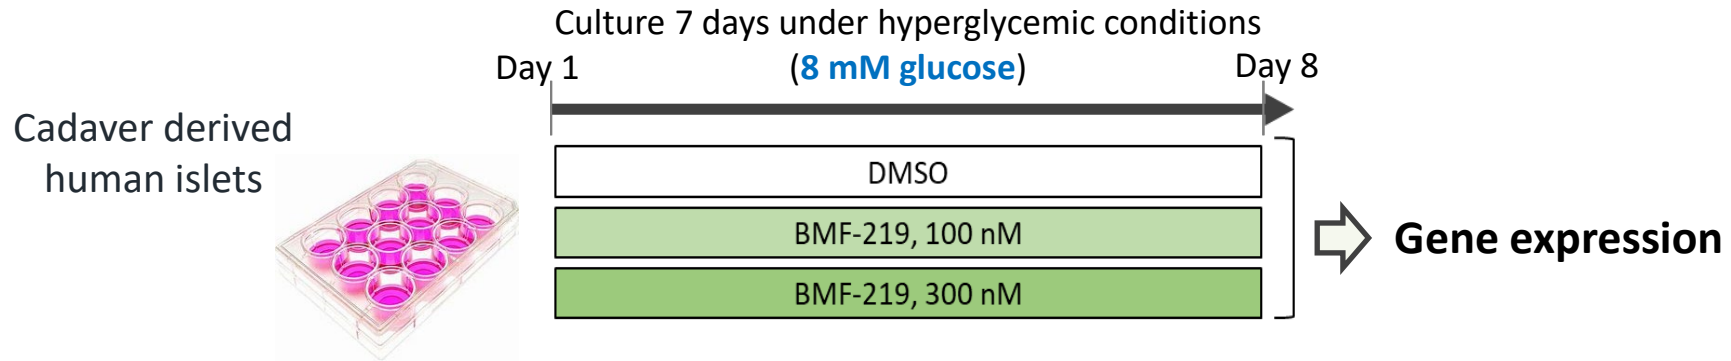 Culture 7 days under hyperglycemic conditions
Day 1 (8 mM glucose) Day 8
Cadaver derived
human islets
DMSO
BMF-219, 100 nM
BMF-219, 300 nM
Gene expression